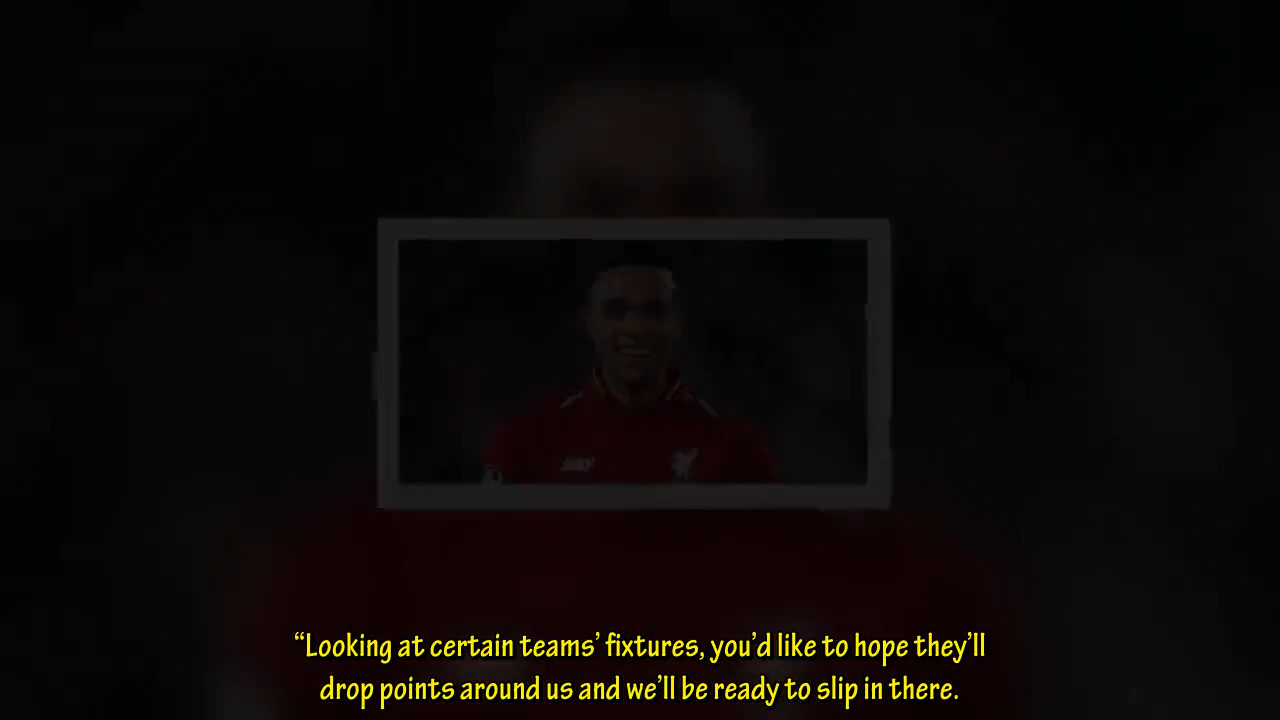 “Looking at certain teams’ fixtures, you’d like to hope they’ll
drop points around us and we’ll be ready to slip in there.